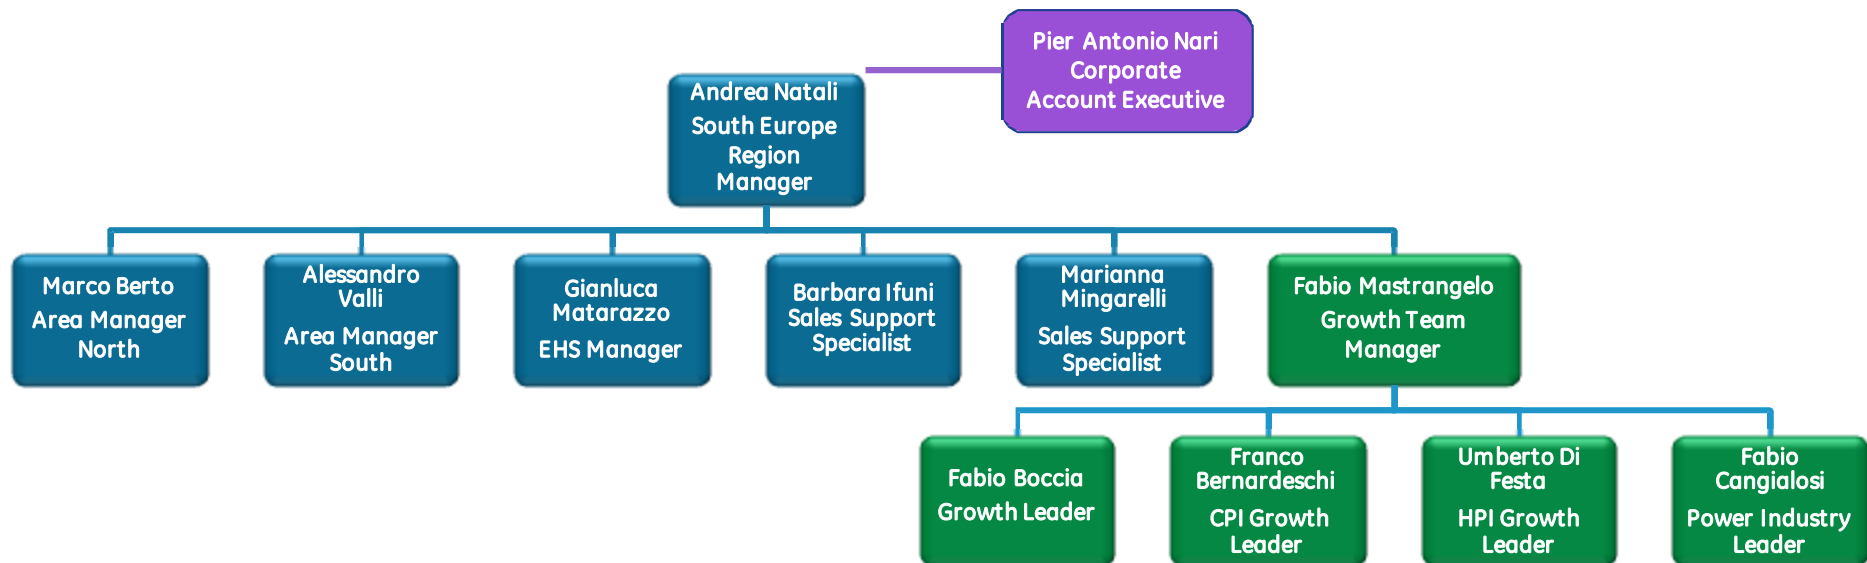 Pier Antonio Nari
Corporate
Account Executive
Andrea Natali
South Europe
Region
Manager
Marco Berto
Area Manager
North
Alessandro
Valli
Area Manager
South
Gianluca
Matarazzo
EHS Manager
Barbara Ifuni
Sales Support
Specialist
Marianna
Mingarelli
Sales Support
Specialist
Fabio Mastrangelo
Growth Team
Manager
Fabio Boccia
Growth Leader
Franco
Bernardeschi
CPI Growth
Leader
Umberto Di
Festa
HPI Growth
Leader
Fabio
Cangialosi
Power Industry
Leader